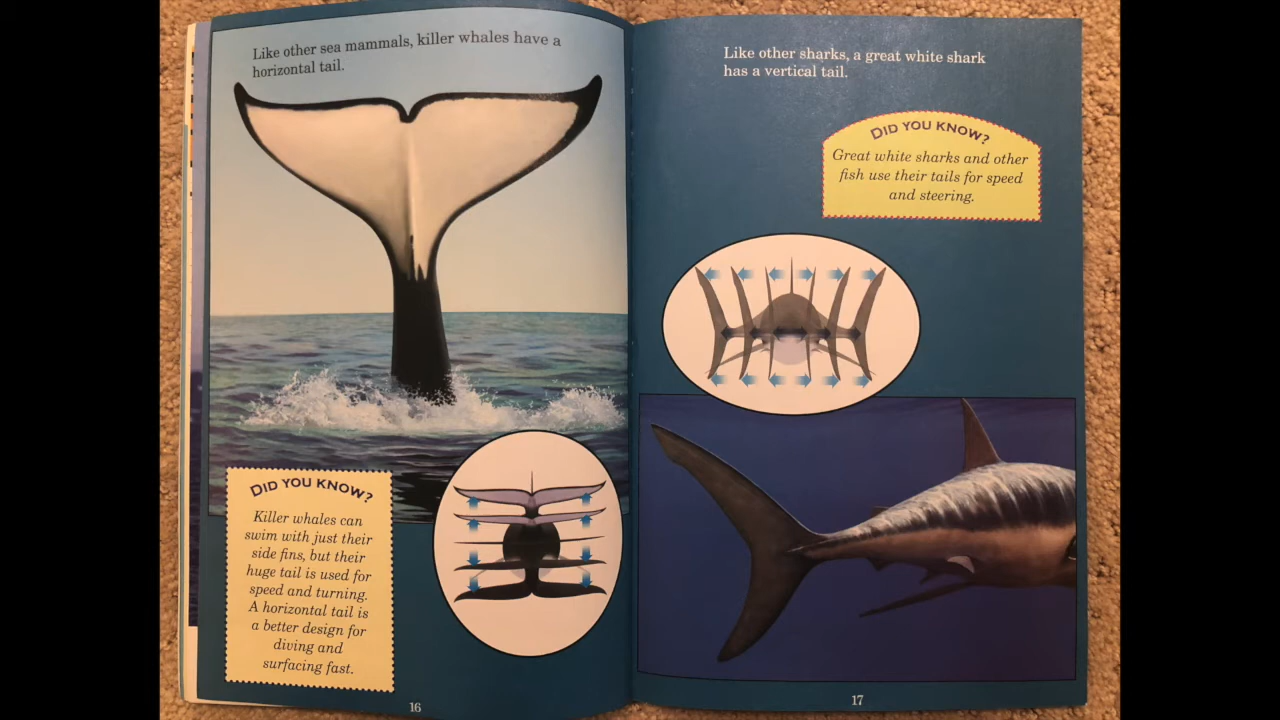 Like other sea mammals, killer whales have a
horizontal tail.
DID YOU KNOW?
Killer whales can
swim with just their
side fins, but their
huge tail is used for
speed and turning.
A horizontal tail is
a better design for
diving and
surfacing fast.
16
Like other sharks, a great white shark
has a vertical tail.
DID YOU KNOW?
Great white sharks and other
fish use their tails for speed
and steering.
17